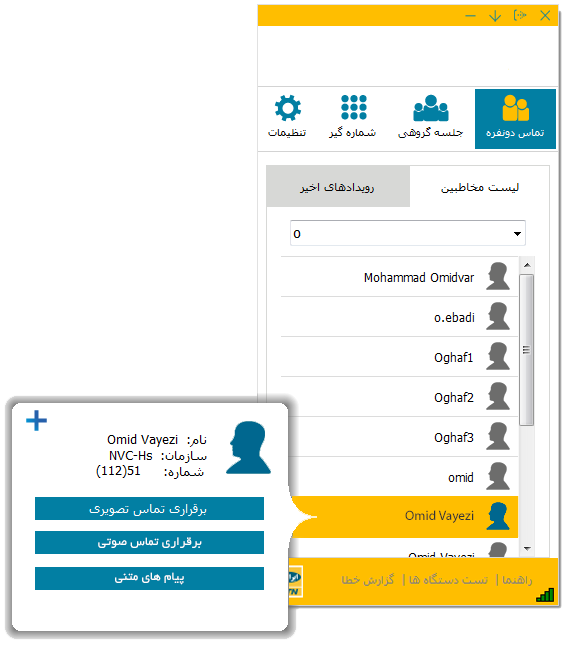 تماس دونفره
جلسه گروهی
شماره گیر
تنظیمات
لیست مخاطبین
رویدادهای اخیر
o
Mohammad Omidvar
o.ebadi
Oghaf1
Oghaf2
Oghaf3
omid
Omid Vayezi
Omid Vayezi
نام: Omid Vayezi
سازمان: NVC-Hs
شماره: 51(112)
برقراری تماس تصویری
برقراری تماس صوتی
پیام های متنی
راهنما | تست دستگاه ها | گزارش خطا